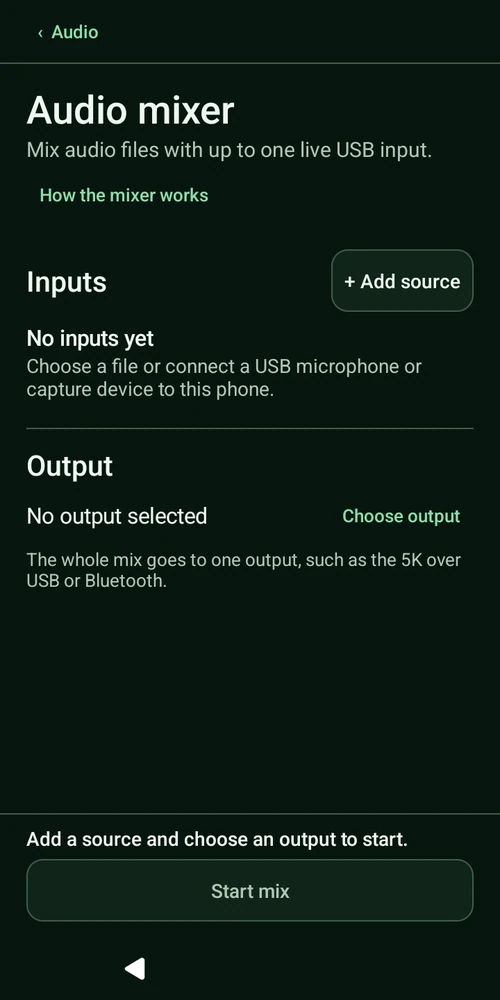 ‹ Audio
Audio mixer
Mix audio files with up to one live USB input.
How the mixer works
Inputs
+ Add source
No inputs yet
Choose a file or connect a USB microphone or
capture device to this phone.
Output
No output selected
Choose output
The whole mix goes to one output, such as the 5K over
USB or Bluetooth.
Add a source and choose an output to start.
Start mix